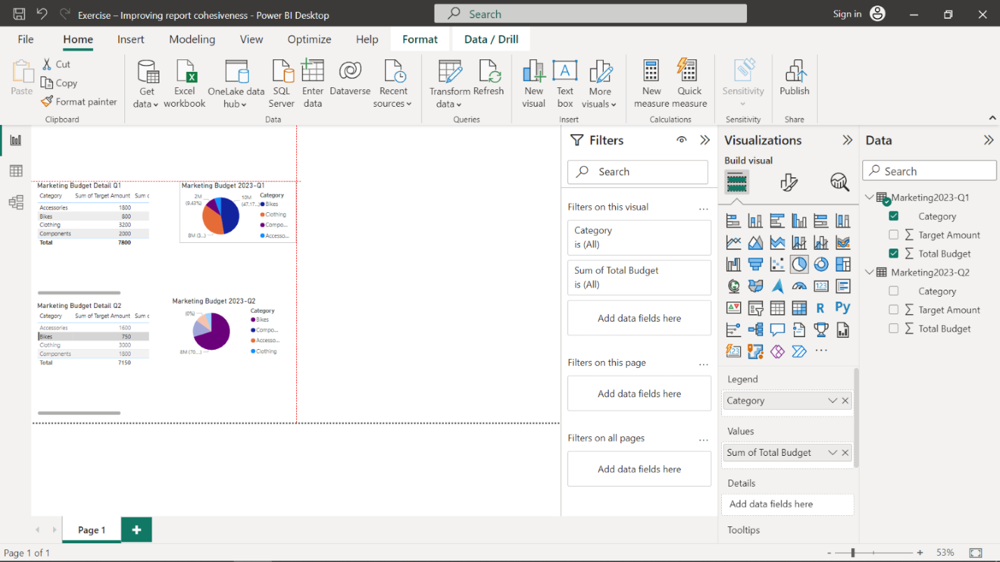 Exercise – Improving report cohesiveness - Power BI Desktop
Search
Sign in
File Home Insert Modeling View Optimize Help Format Data / Drill
Paste
Cut
Copy
Format painter
Clipboard
Get data
Excel workbook
OneLake data hub
SQL Server
Enter data
Dataverse
Recent sources
Data
Transform data
Refresh
Queries
New visual
A
Text box
More visuals
Insert
New measure
Quick measure
Calculations
Sensitivity
Sensitivity
Publish
Share
Marketing Budget Detail Q1
Category Sum of Target Amount Sum c
Accessories 1800
Bikes 800
Clothing 3200
Components 2000
Total 7800
Marketing Budget 2023-Q1
2M
(9.43%)
10M
(47.17...)
8M (3...)
Category
Bikes
Clothing
Compo...
Accesso...
Marketing Budget Detail Q2
Category Sum of Target Amount Sum c
Accessories 1600
Bikes 750
Clothing 3000
Components 1800
Total 7150
Marketing Budget 2023-Q2
(0%)
8M (70....)
Category
Bikes
Compo...
Accesso...
Clothing
Filters
Search
Filters on this visual ...
Category
is (All)
Sum of Total Budget
is (All)
Add data fields here
Filters on this page ...
Add data fields here
Filters on all pages ...
Add data fields here
Visualizations
Build visual
123
R
Py
123
...
Legend
Category
Values
Sum of Total Budget
Details
Add data fields here
Tooltips
Data
Search
Marketing2023-Q1
Category
∑ Target Amount
∑ Total Budget
Marketing2023-Q2
Category
∑ Target Amount
∑ Total Budget
Page 1
+
Page 1 of 1
- + 53%